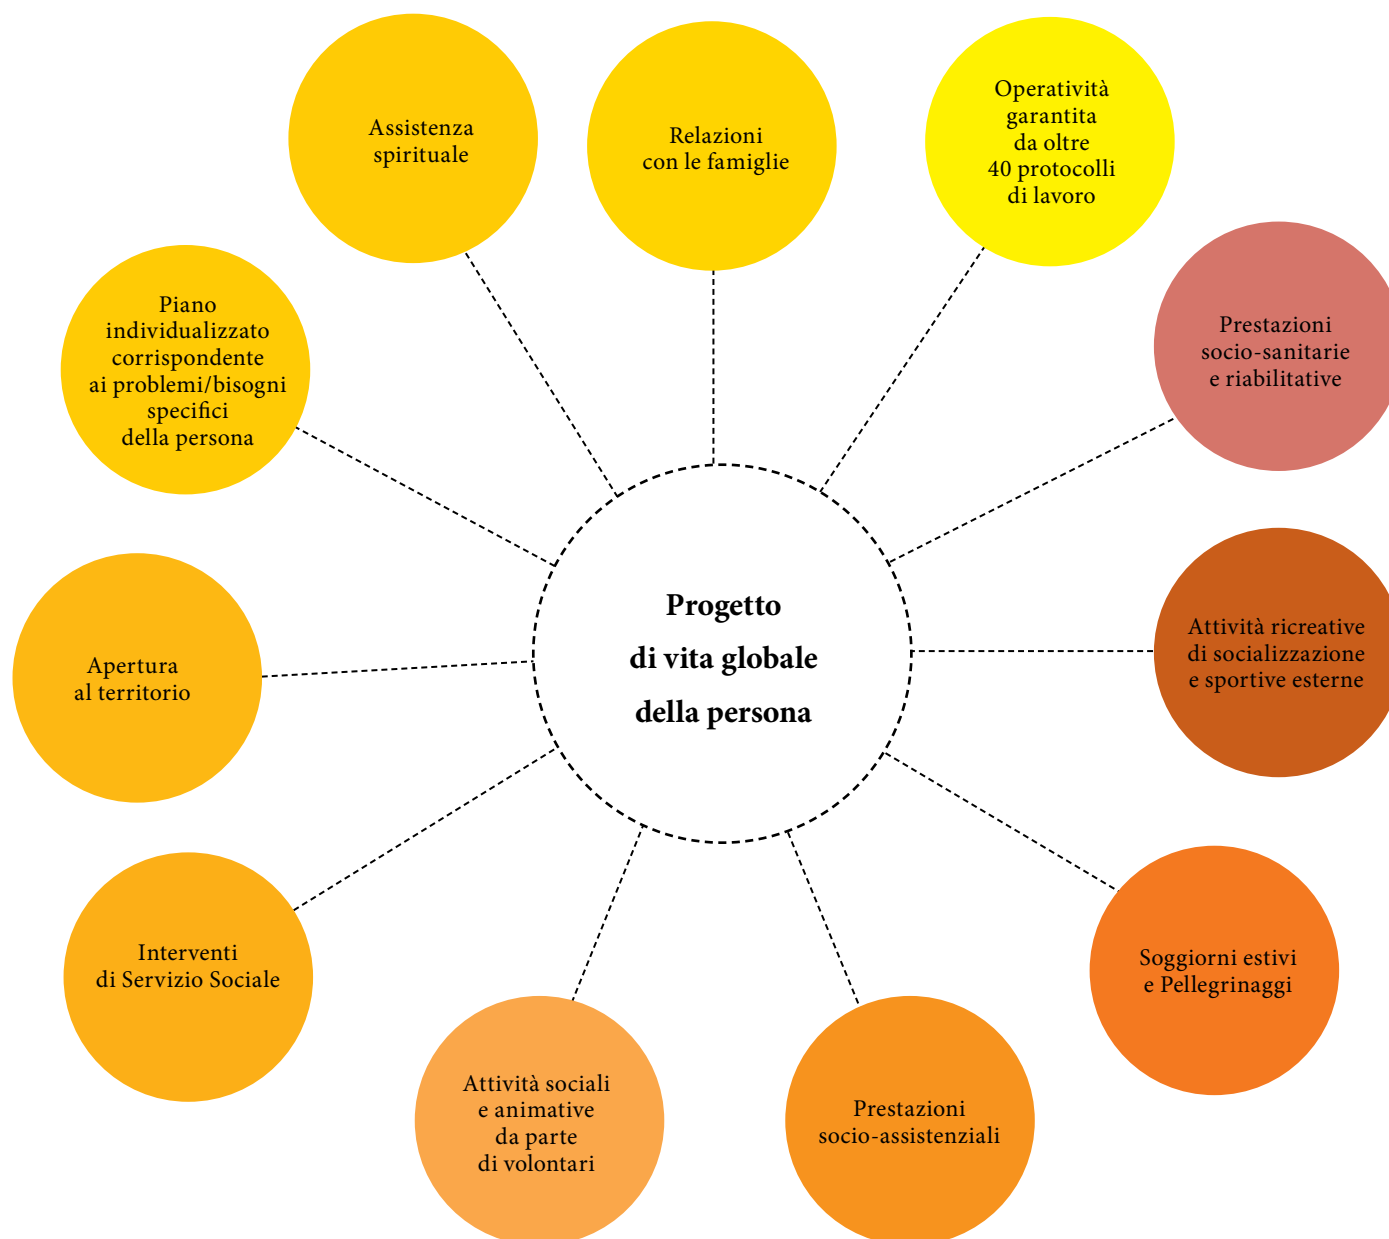 Assistenza
spirituale
Relazioni
con le famiglie
Operatività
garantita
da oltre
40 protocolli
di lavoro
Piano
individualizzato
corrispondente
ai problemi/bisogni
specifici
della persona
Prestazioni
socio-sanitarie
e riabilitative
Progetto
di vita globale
della persona
Apertura
al territorio
Attività ricreative
di socializzazione
e sportive esterne
Interventi
di Servizio Sociale
Soggiorni estivi
e Pellegrinaggi
Attività sociali
e animative
da parte
di volontari
Prestazioni
socio-assistenziali